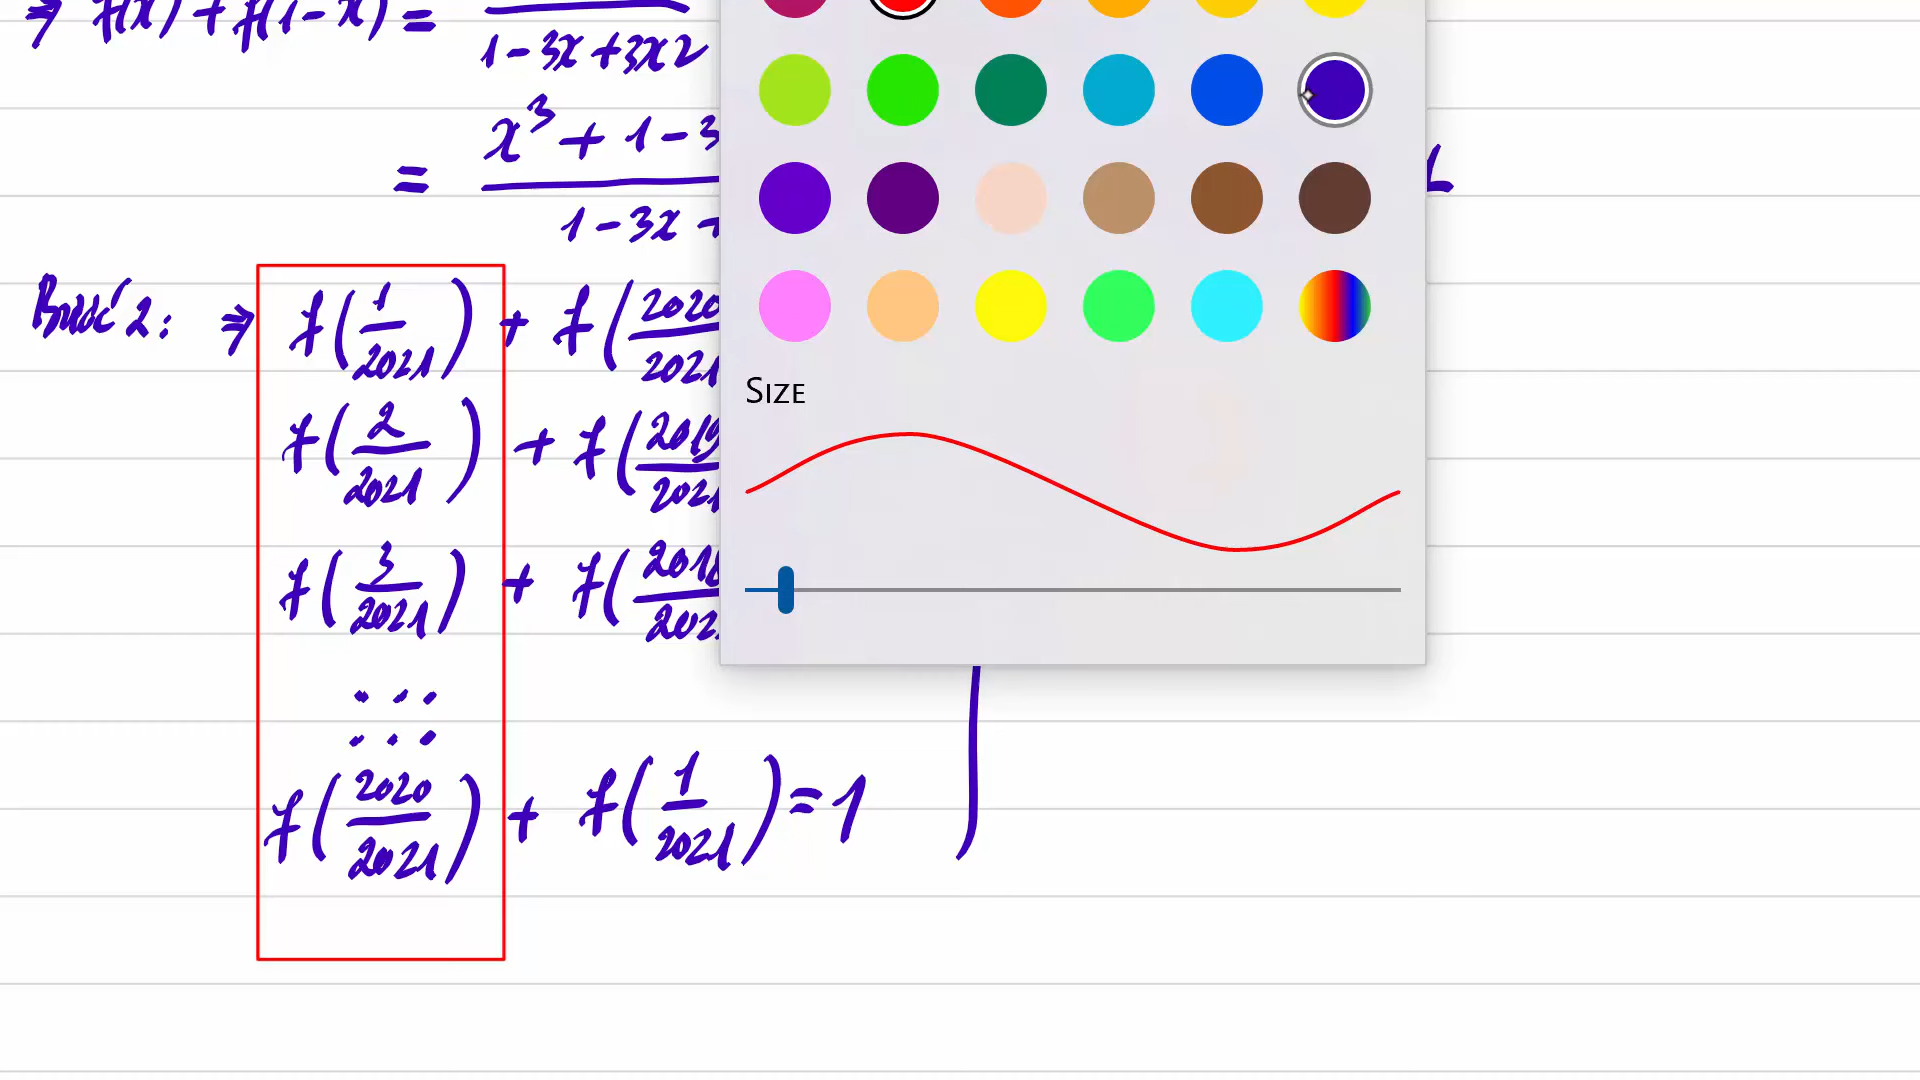 ⇒ f(x) + f(1-x) = ——— / 1-3x+3x2
= x³ + 1 - 3 / 1 - 3x +
Bước 2: ⇒ f(1/2021) + f(2020/2021
f(2/2021) + f(2019/2021
f(3/2021) + f(2018/202
...
...
f(2020/2021) + f(1/2021) = 1
SIZE